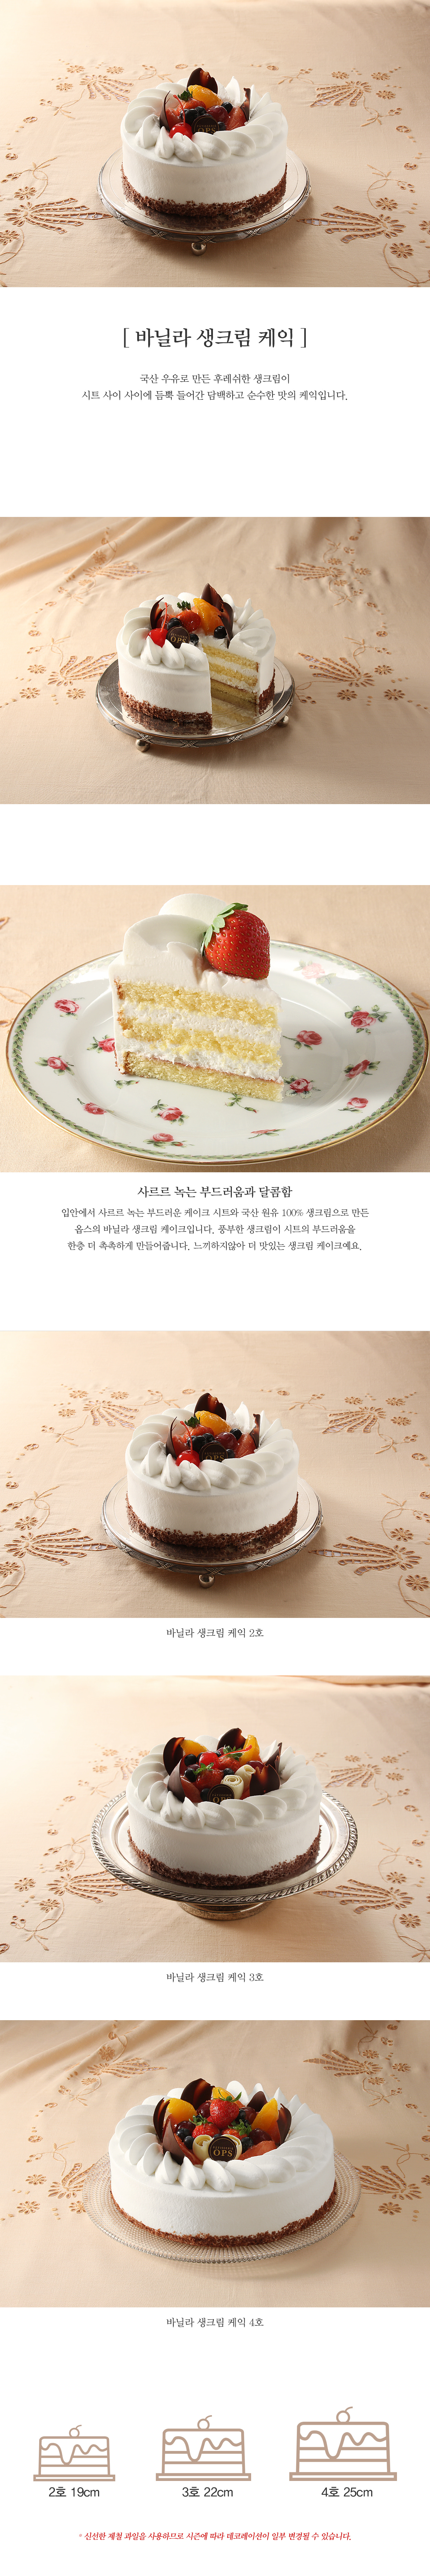 OPS
[ 바닐라 생크림 케익 ]
국산 우유로 만든 후레쉬한 생크림이
시트 사이 사이에 듬뿍 들어간 담백하고 순수한 맛의 케익입니다.
OPS
사르르 녹는 부드러움과 달콤함
입안에서 사르르 녹는 부드러운 케이크 시트와 국산 원유 100% 생크림으로 만든
옵스의 바닐라 생크림 케이크입니다. 풍부한 생크림이 시트의 부드러움을
한층 더 촉촉하게 만들어줍니다. 느끼하지않아 더 맛있는 생크림 케이크예요.
OPS
바닐라 생크림 케익 2호
바닐라 생크림 케익 3호
OPS
바닐라 생크림 케익 4호
2호 19cm 3호 22cm 4호 25cm
* 신선한 제철 과일을 사용하므로 시즌에 따라 데코레이션이 일부 변경될 수 있습니다.